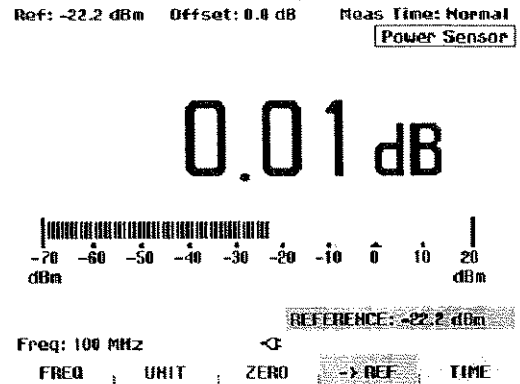 Ref: -22.2 dBm Offset: 0.0 dB Meas Time: Normal
Power Sensor
0.01 dB
-70 -60 -50 -40 -30 -20 -10 0 10 20
dBm dBm
REFERENCE: -22.2 dBm
Freq: 100 MHz
FREQ UNIT ZERO -> REF TIME